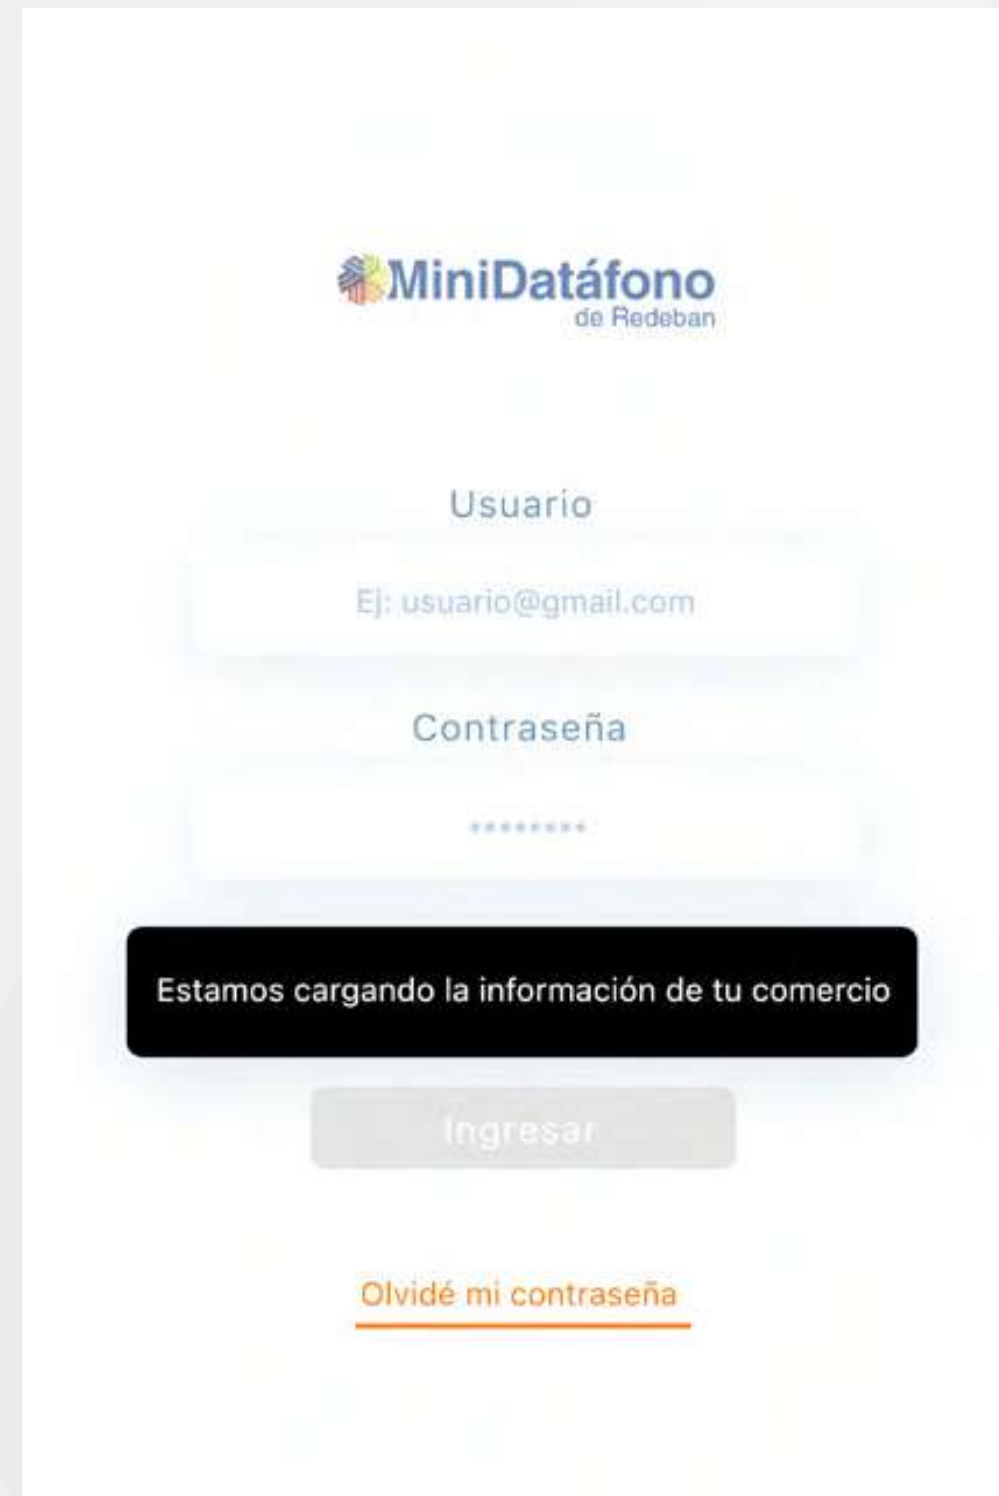 MiniDatáfono
de Redeban
Usuario
Ej: usuario@gmail.com
Contraseña
********
Estamos cargando la información de tu comercio
Ingresar
Olvidé mi contraseña